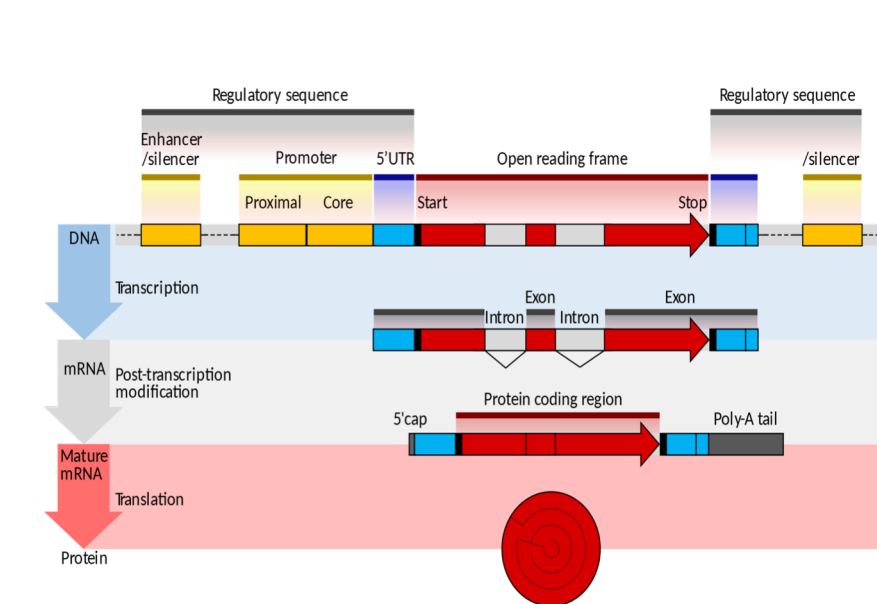 Regulatory sequence
Regulatory sequence
Enhancer
/silencer
Promoter
5'UTR
Open reading frame
/silencer
Proximal
Core
Start
Stop
DNA
Transcription
Exon
Exon
Intron
Intron
mRNA
Post-transcription
modification
Protein coding region
5'cap
Poly-A tail
Mature
mRNA
Translation
Protein